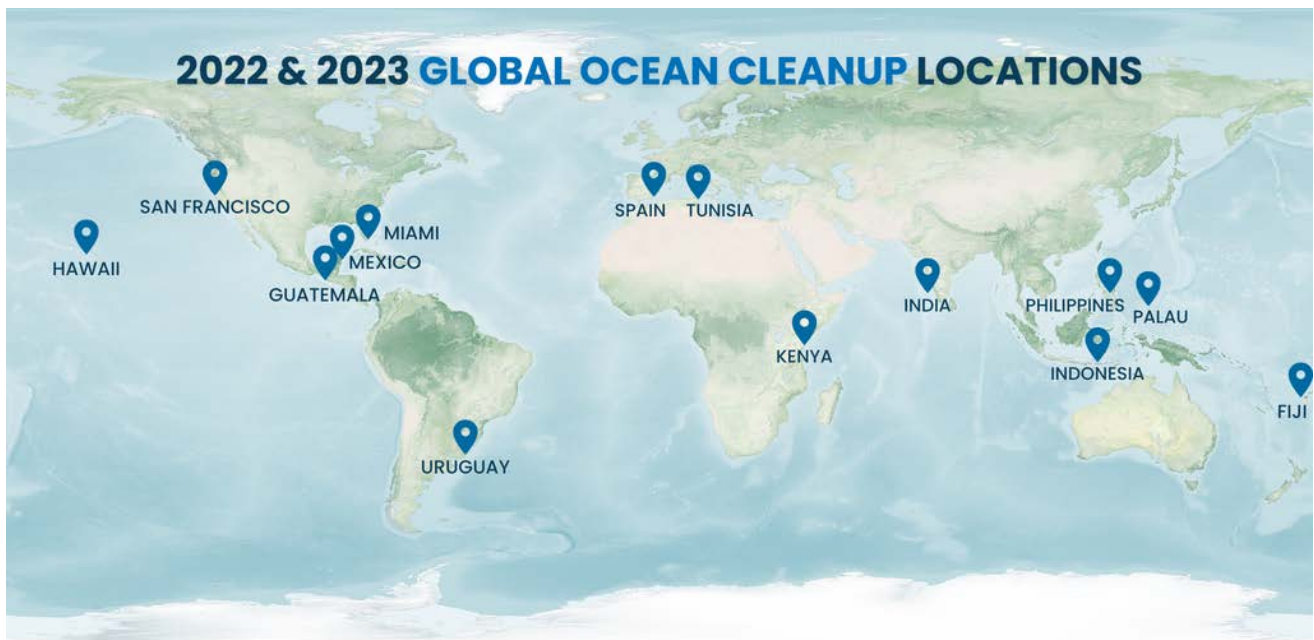 2022 & 2023 GLOBAL OCEAN CLEANUP LOCATIONS
SAN FRANCISCO
SPAIN
TUNISIA
MIAMI
HAWAII
MEXICO
GUATEMALA
INDIA
PHILIPPINES
PALAU
KENYA
INDONESIA
FIJI
URUGUAY